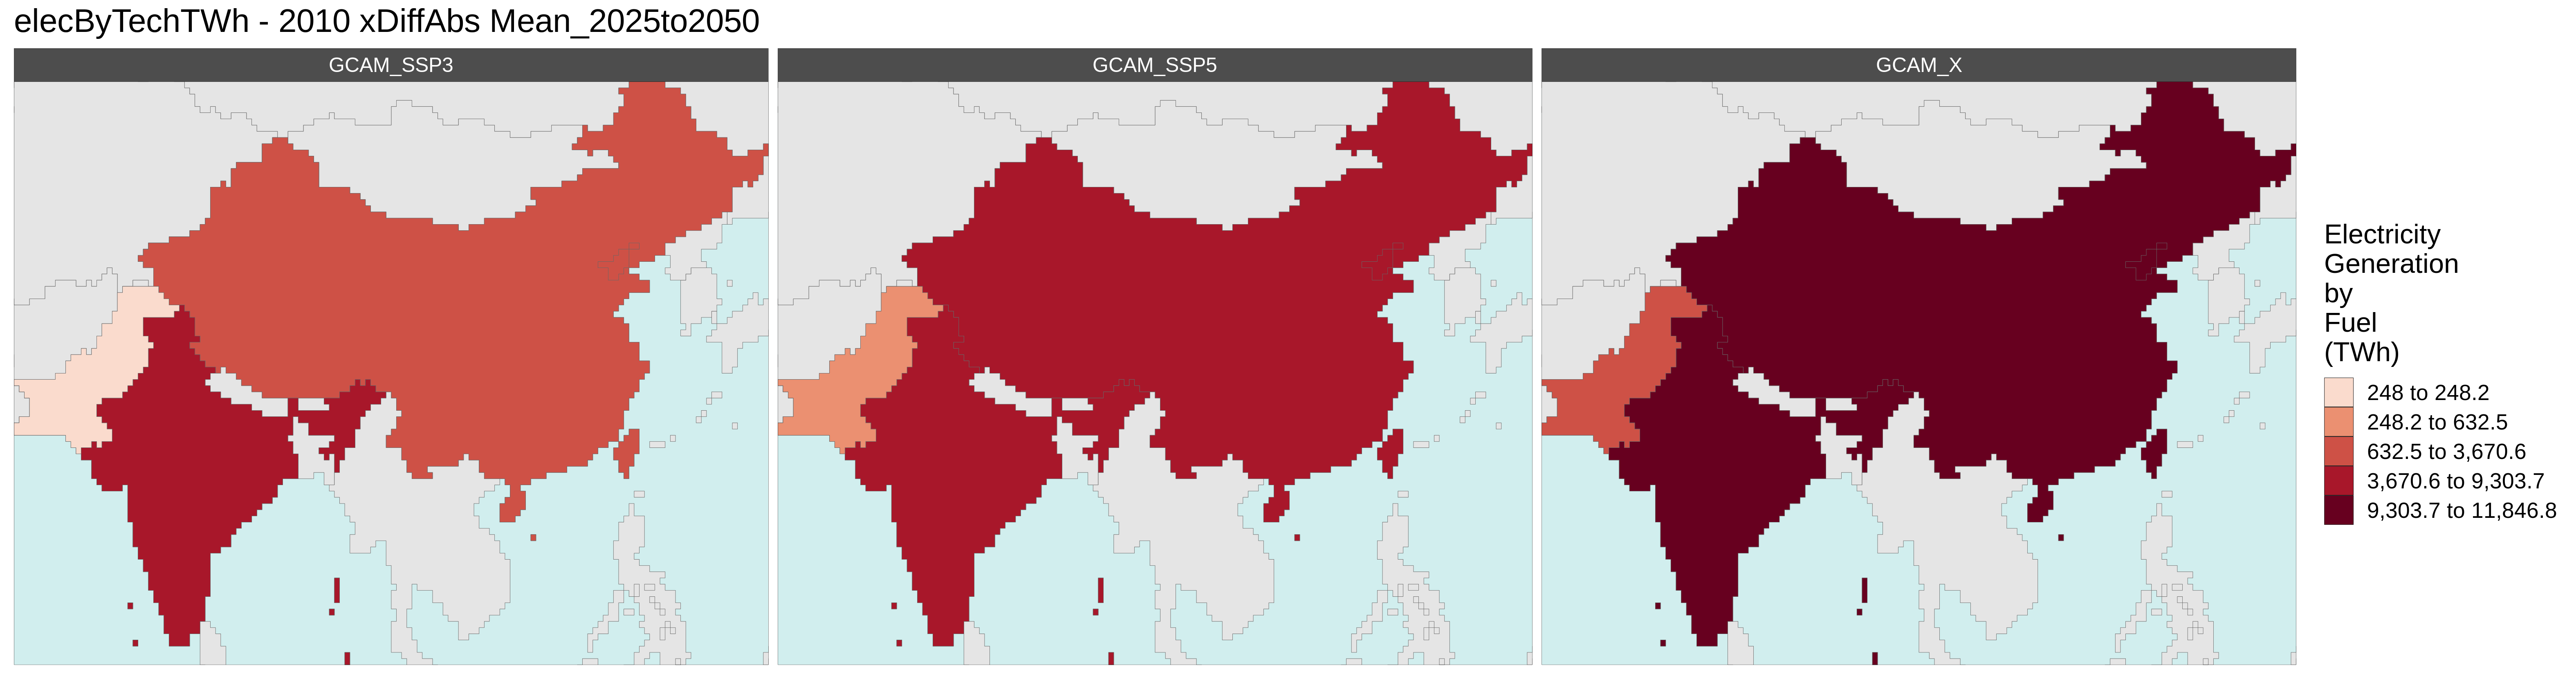 elecByTechTWh - 2010 xDiffAbs Mean_2025to2050
GCAM_SSP3
GCAM_SSP5
GCAM_X
Electricity
Generation
by
Fuel
(TWh)
248 to 248.2
248.2 to 632.5
632.5 to 3,670.6
3,670.6 to 9,303.7
9,303.7 to 11,846.8